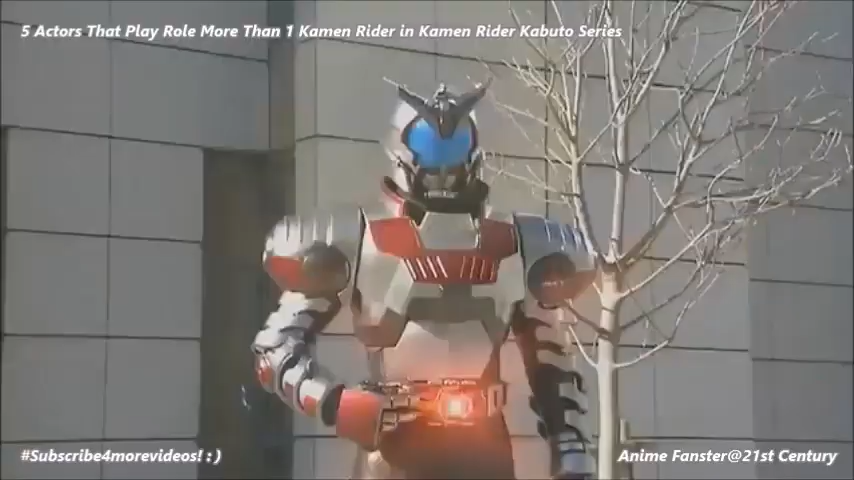 5 Actors That Play Role More Than 1 Kamen Rider in Kamen Rider Kabuto Series
#Subscribe4morevideos! : )
Anime Fanster@21st Century